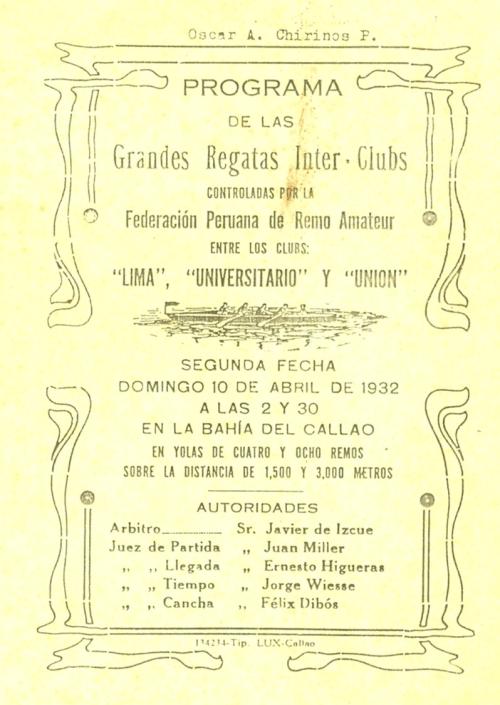 Oscar A. Chirinos P.
PROGRAMA
DE LAS
Grandes Regatas Inter-Clubs
CONTROLADAS POR LA
Federación Peruana de Remo Amateur
ENTRE LOS CLUBS:
"LIMA", "UNIVERSITARIO" Y "UNION"
SEGUNDA FECHA
DOMINGO 10 DE ABRIL DE 1932
A LAS 2 Y 30
EN LA BAHÍA DEL CALLAO
EN YOLAS DE CUATRO Y OCHO REMOS
SOBRE LA DISTANCIA DE 1,500 Y 3,000 METROS
AUTORIDADES
Arbitro________ Sr. Javier de Izcue
Juez de Partida ,, Juan Miller
,, ,, Llegada ,, Ernesto Higueras
,, ,, Tiempo ,, Jorge Wiesse
,, ,, Cancha ,, Félix Dibós
Tip. LUX-Callao